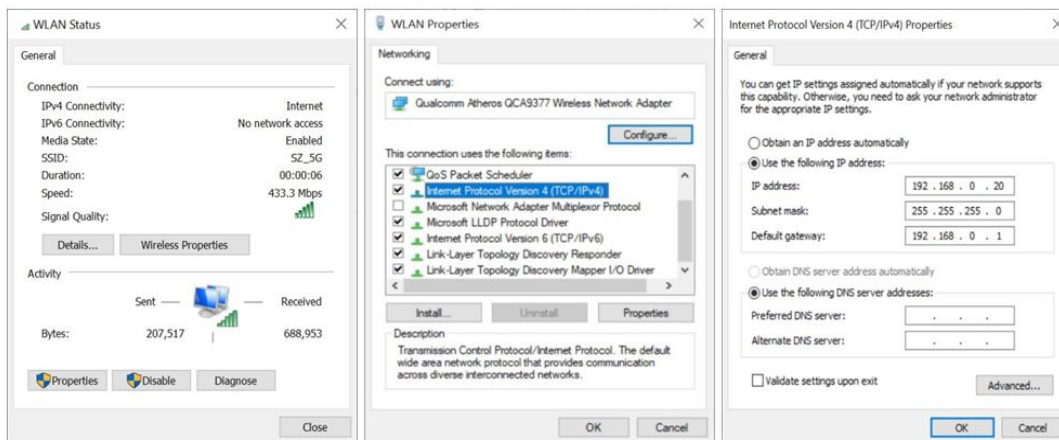 WLAN Status
General
Connection
IPv4 Connectivity: Internet
IPv6 Connectivity: No network access
Media State: Enabled
SSID: SZ_5G
Duration: 00:00:06
Speed: 433.3 Mbps
Signal Quality:
Details...
Wireless Properties
Activity
Sent
Received
Bytes: 207,517 688,953
Properties
Disable
Diagnose
Close
WLAN Properties
Networking
Connect using:
Qualcomm Atheros QCA9377 Wireless Network Adapter
Configure...
This connection uses the following items:
QoS Packet Scheduler
Internet Protocol Version 4 (TCP/IPv4)
Microsoft Network Adapter Multiplexor Protocol
Microsoft LLDP Protocol Driver
Internet Protocol Version 6 (TCP/IPv6)
Link-Layer Topology Discovery Responder
Link-Layer Topology Discovery Mapper I/O Driver
Install...
Uninstall
Properties
Description
Transmission Control Protocol/Internet Protocol. The default
wide area network protocol that provides communication
across diverse interconnected networks.
OK
Cancel
Internet Protocol Version 4 (TCP/IPv4) Properties
General
You can get IP settings assigned automatically if your network supports
this capability. Otherwise, you need to ask your network administrator
for the appropriate IP settings.
Obtain an IP address automatically
Use the following IP address:
IP address: 192 . 168 . 0 . 20
Subnet mask: 255 . 255 . 255 . 0
Default gateway: 192 . 168 . 0 . 1
Obtain DNS server address automatically
Use the following DNS server addresses:
Preferred DNS server: . . .
Alternate DNS server: . . .
Validate settings upon exit
Advanced...
OK
Cancel